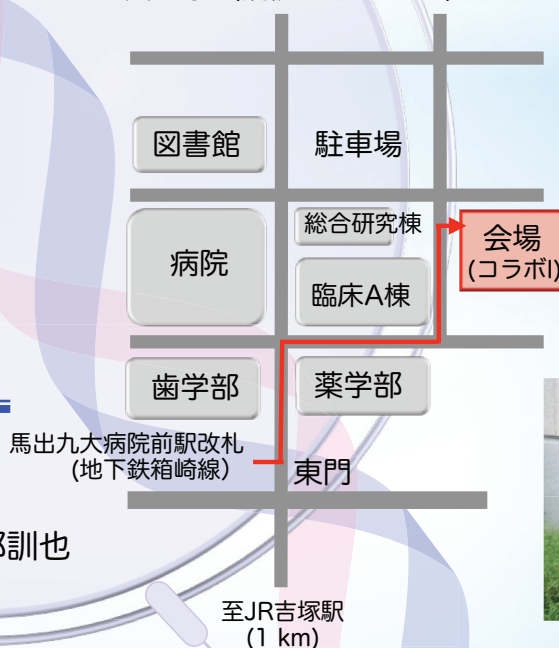 図書館
駐車場
総合研究棟
病院
会場
(コラボI)
臨床A棟
歯学部
薬学部
馬出九大病院前駅改札
(地下鉄箱崎線）
東門
部訓也
至JR吉塚駅
(1 km)